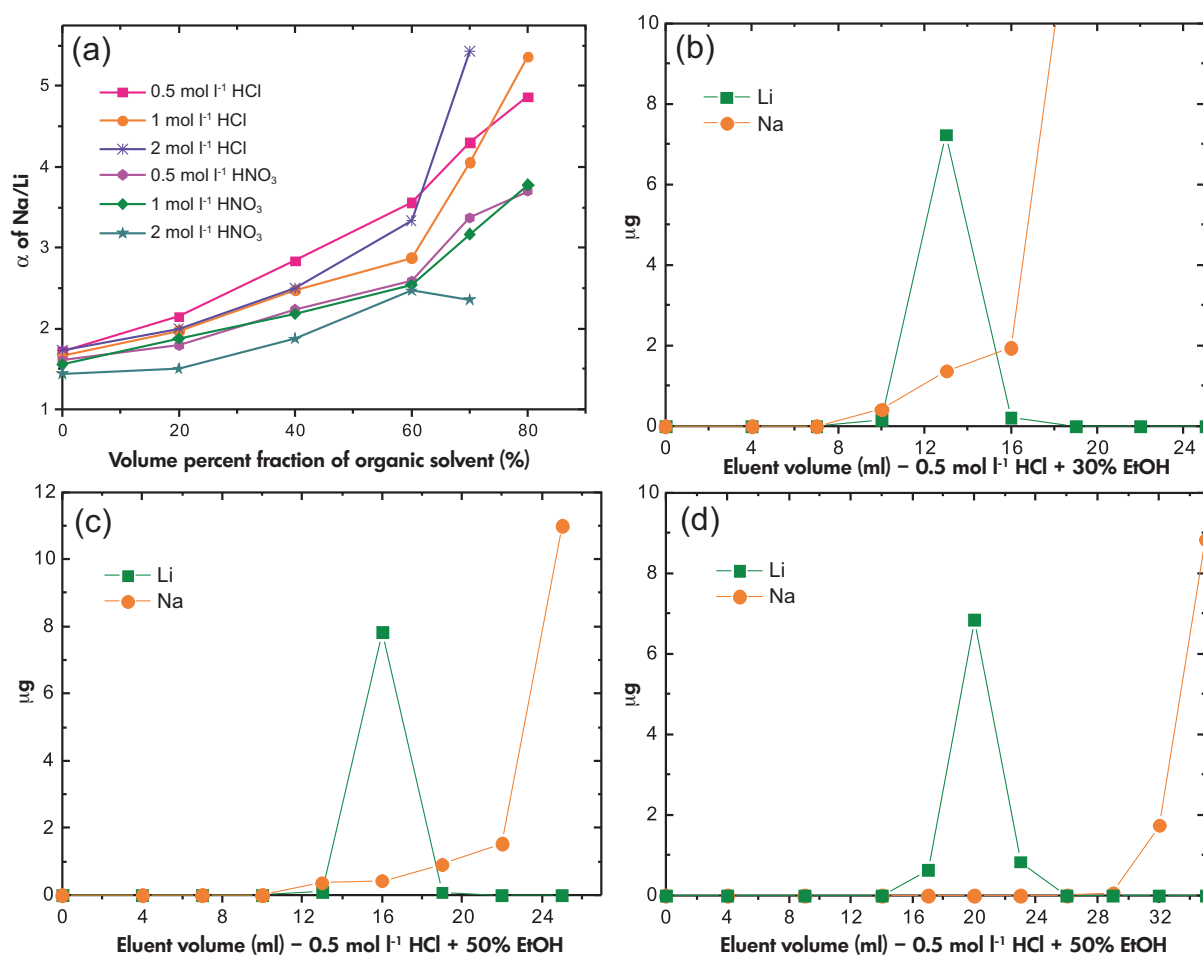 (a)
0.5 mol l⁻¹ HCl
1 mol l⁻¹ HCl
2 mol l⁻¹ HCl
0.5 mol l⁻¹ HNO₃
1 mol l⁻¹ HNO₃
2 mol l⁻¹ HNO₃
α of Na/Li
5
4
3
2
1
0 20 40 60 80
Volume percent fraction of organic solvent (%)
(b)
Li
Na
µg
10
8
6
4
2
0
0 4 8 12 16 20 24
Eluent volume (ml) – 0.5 mol l⁻¹ HCl + 30% EtOH
(c)
Li
Na
µg
12
10
8
6
4
2
0
0 4 8 12 16 20 24
Eluent volume (ml) – 0.5 mol l⁻¹ HCl + 50% EtOH
(d)
Li
Na
µg
10
8
6
4
2
0
0 4 8 12 16 20 24 28 32
Eluent volume (ml) – 0.5 mol l⁻¹ HCl + 50% EtOH